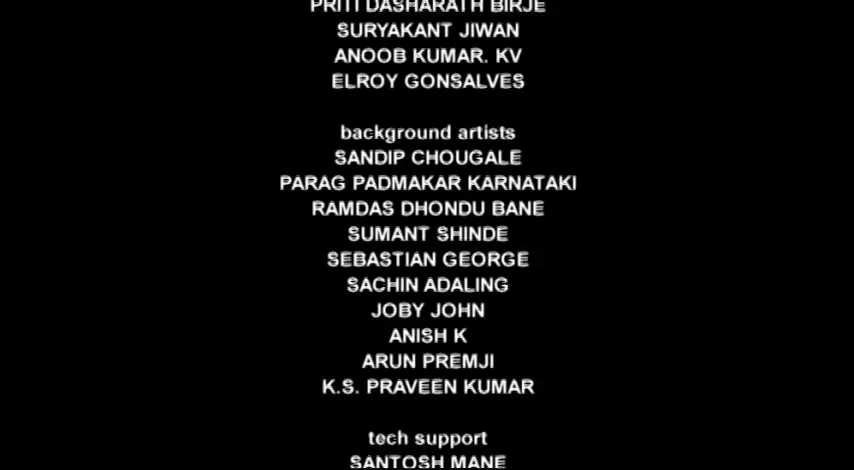 PRITI DASHARATH BIRJE
SURYAKANT JIWAN
ANOOB KUMAR. KV
ELROY GONSALVES
background artists
SANDIP CHOUGALE
PARAG PADMAKAR KARNATAKI
RAMDAS DHONDU BANE
SUMANT SHINDE
SEBASTIAN GEORGE
SACHIN ADALING
JOBY JOHN
ANISH K
ARUN PREMJI
K.S. PRAVEEN KUMAR
tech support
SANTOSH MANE